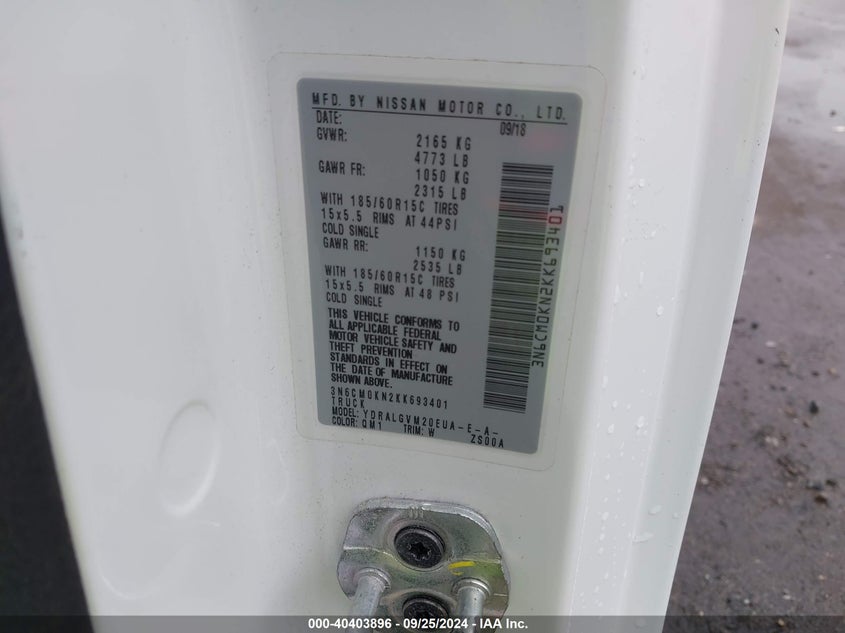 MFD. BY NISSAN MOTOR CO., LTD.
DATE: 09/18
GVWR: 2165 KG
4773 LB
GAWR FR: 1050 KG
2315 LB
WITH 185/60R15C TIRES
15x5.5 RIMS AT 44PSI
COLD SINGLE
GAWR RR: 1150 KG
2535 LB
WITH 185/60R15C TIRES
15x5.5 RIMS AT 48 PSI
COLD SINGLE
THIS VEHICLE CONFORMS TO
ALL APPLICABLE FEDERAL
MOTOR VEHICLE SAFETY AND
THEFT PREVENTION
STANDARDS IN EFFECT ON
THE DATE OF MANUFACTURE
SHOWN ABOVE.
3N6CM0KN2KK693401
TRUCK
MODEL: YDRALGVM20EUA-E-A-
COLOR: QM1 TRIM: W ZS00A
3N6CM0KN2KK693401
000-40403896 - 09/25/2024 - IAA Inc.